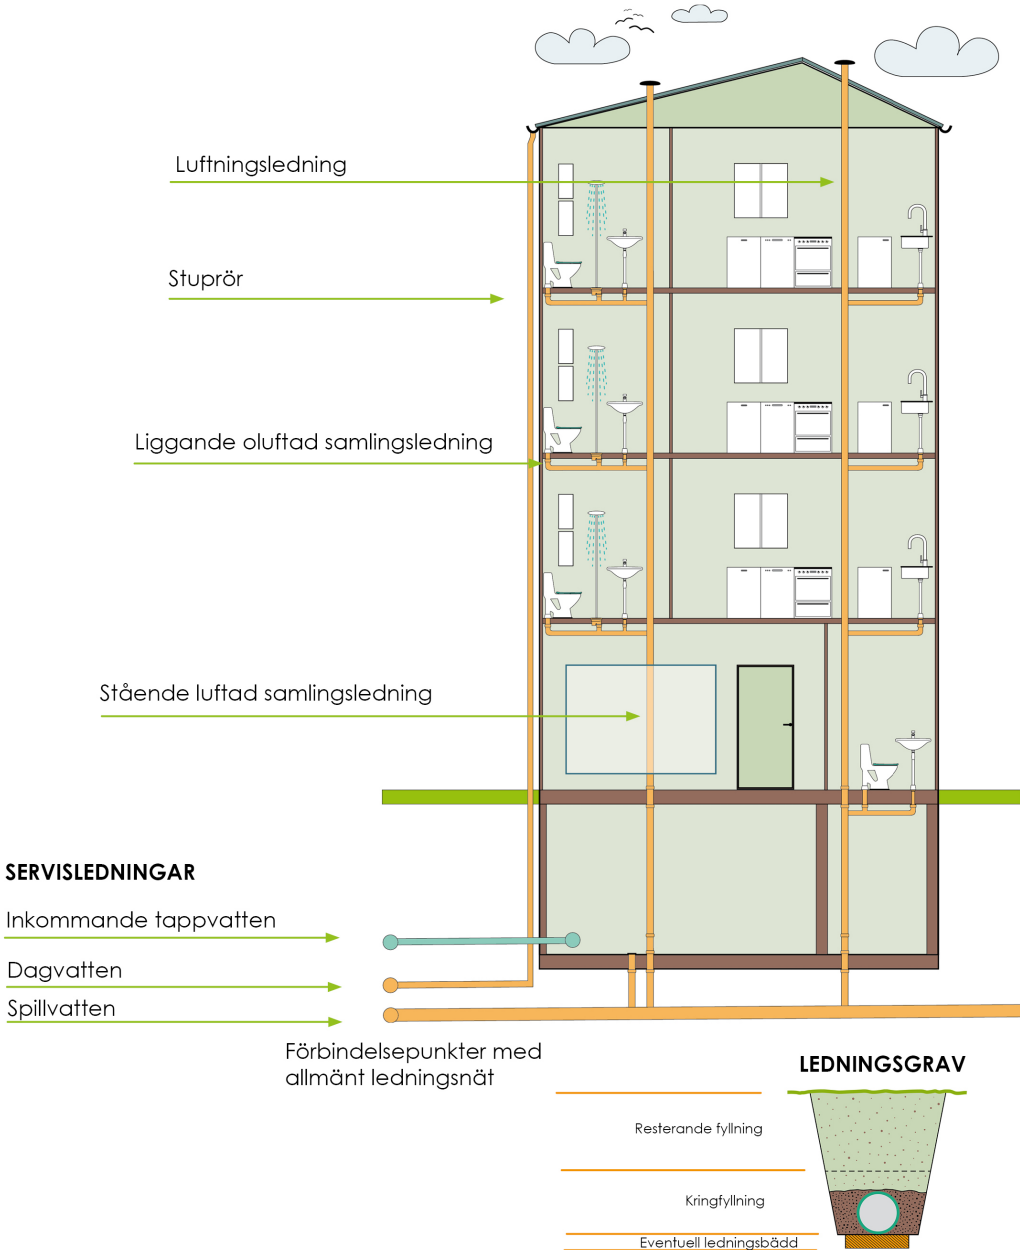 Luftningsledning
Stuprör
Liggande oluftad samlingsledning
Stående luftad samlingsledning
SERVISLEDNINGAR
Inkommande tappvatten
Dagvatten
Spillvatten
Förbindelsepunkter med
allmänt ledningsnät
LEDNINGSGRAV
Resterande fyllning
Kringfyllning
Eventuell ledningsbädd